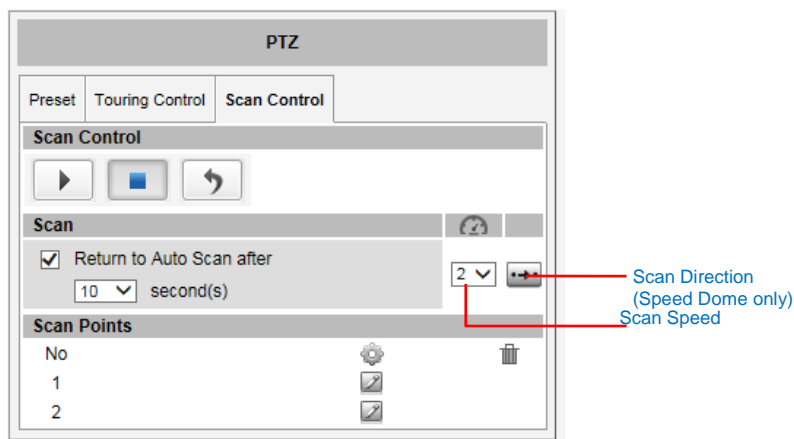 PTZ
Preset Touring Control Scan Control
Scan Control
Scan
Return to Auto Scan after
10 second(s)
2
Scan Direction
(Speed Dome only)
Scan Speed
Scan Points
No
1
2